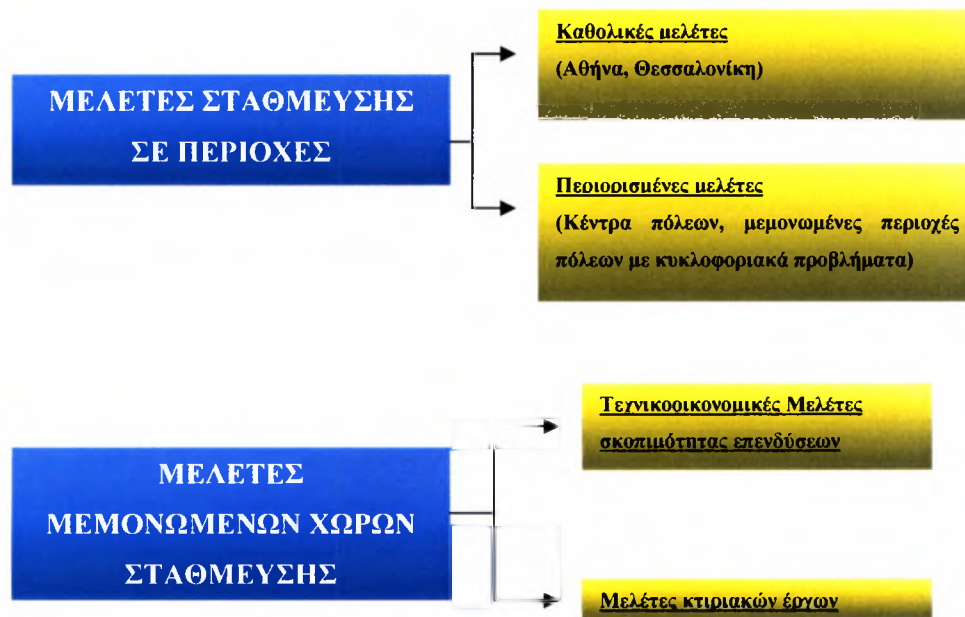 ΜΕΛΕΤΕΣ ΣΤΑΘΜΕΥΣΗΣ
ΣΕ ΠΕΡΙΟΧΕΣ
Καθολικές μελέτες
(Αθήνα, Θεσσαλονίκη)
Περιορισμένες μελέτες
(Κέντρα πόλεων, μεμονωμένες περιοχές
πόλεων με κυκλοφοριακά προβλήματα)
ΜΕΛΕΤΕΣ
ΜΕΜΟΝΩΜΕΝΩΝ ΧΩΡΩΝ
ΣΤΑΘΜΕΥΣΗΣ
Τεχνικοοικονομικές Μελέτες
σκοπιμότητας επενδύσεων
Μελέτες κτιριακών έργων